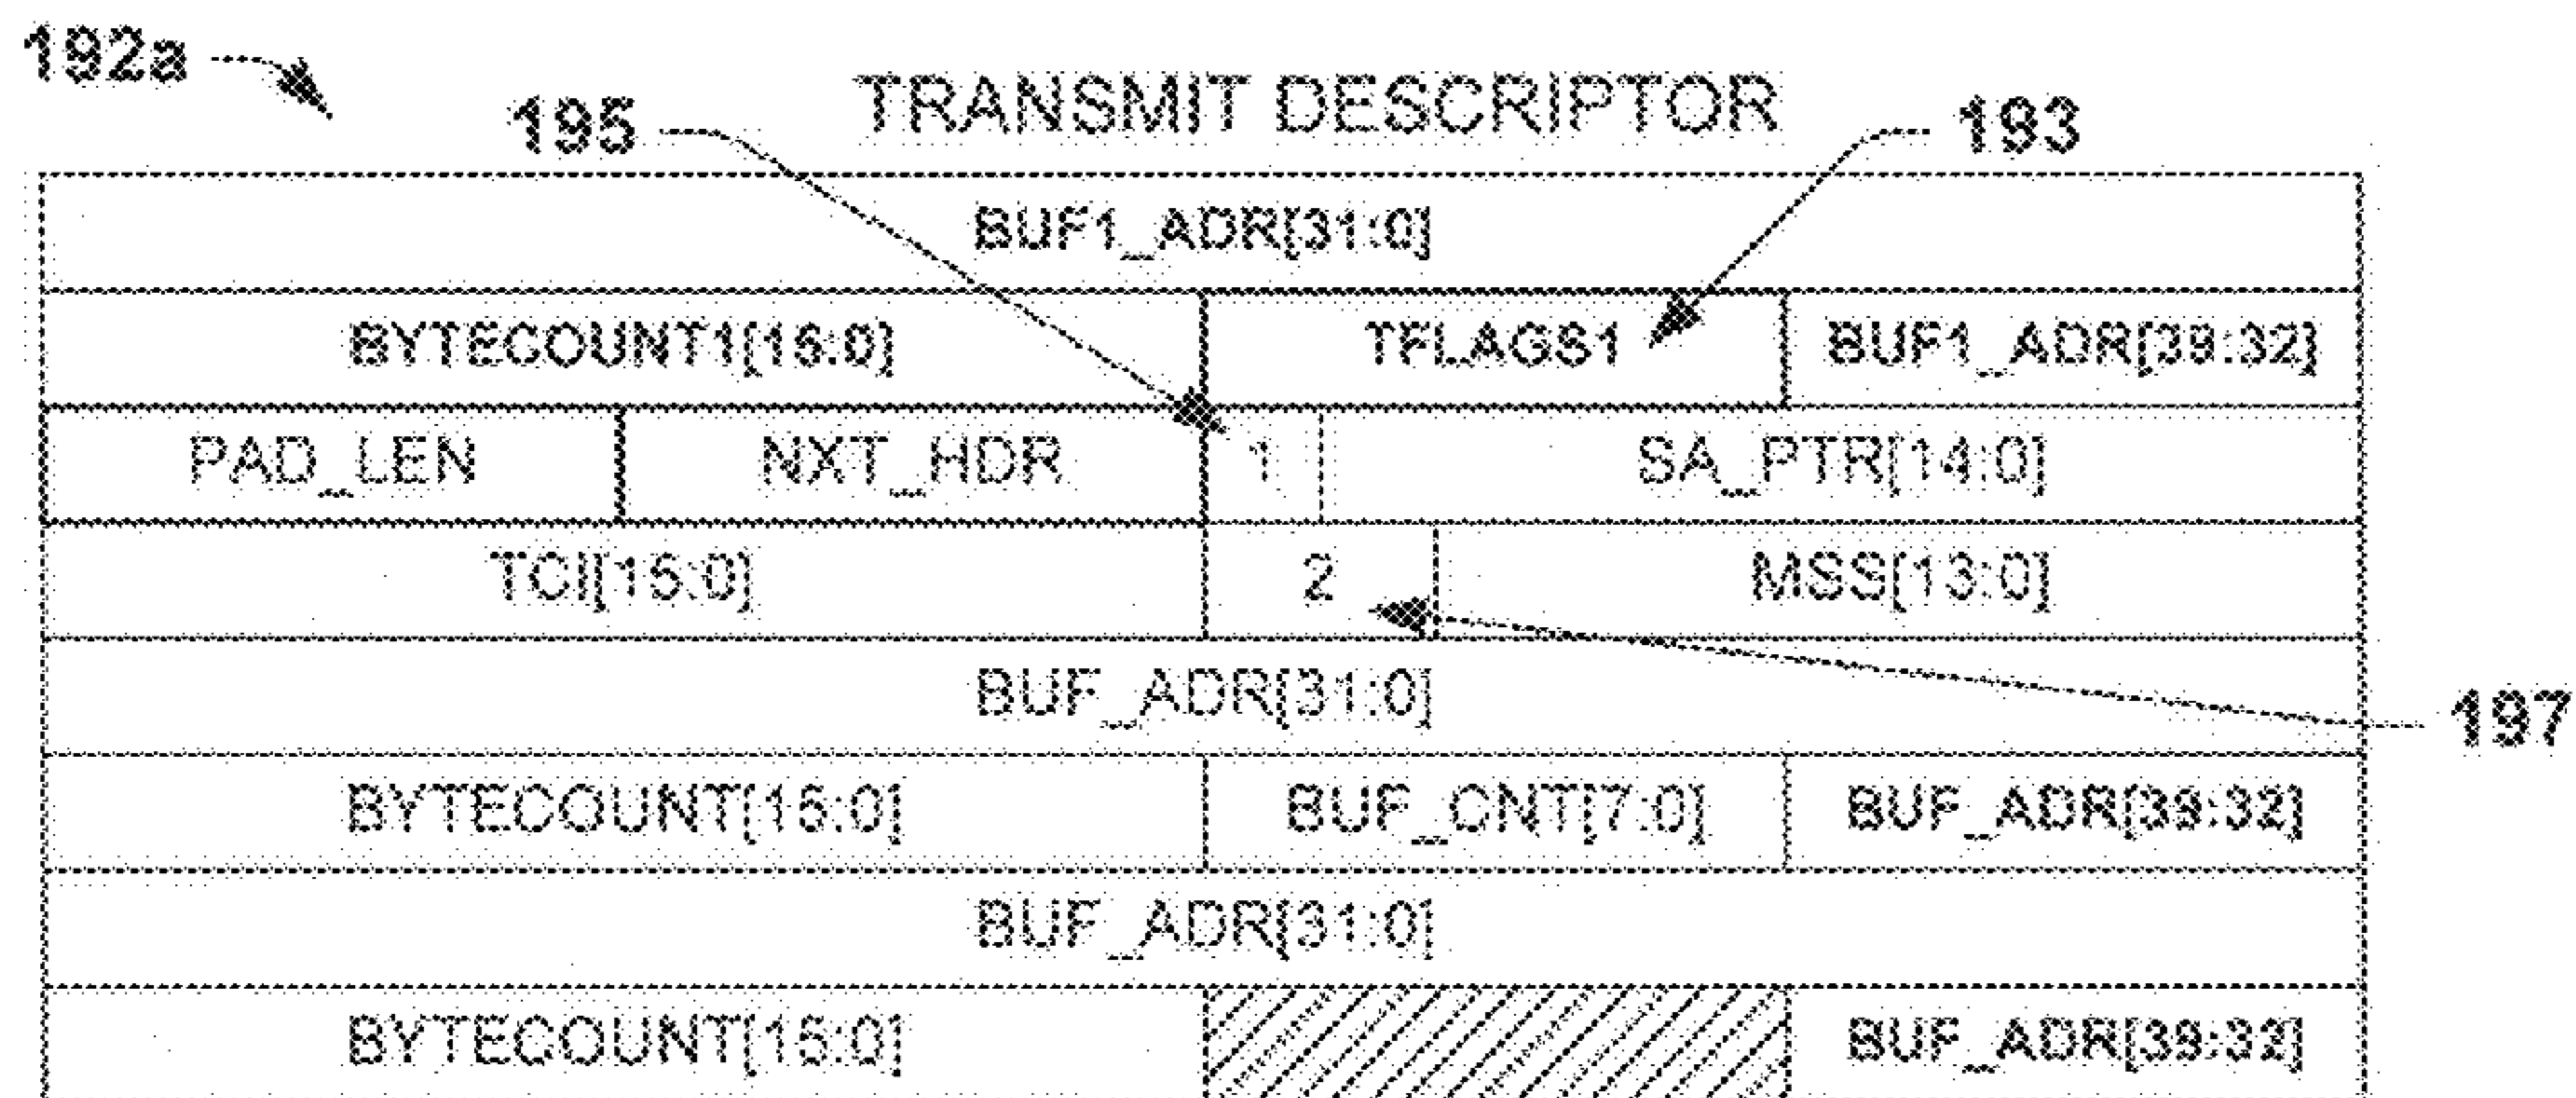 192a
TRANSMIT DESCRIPTOR
195
193
BUF1_ADR[31:0]
BYTECOUNT1[15:0] TFLAGS1 BUF1_ADR[39:32]
PAD_LEN NXT_HDR 1 SA_PTR[14:0]
TCI[15:0] 2 MSS[13:0]
BUF_ADR[31:0]
197
BYTECOUNT[15:0] BUF_CNT[7:0] BUF_ADR[39:32]
BUF_ADR[31:0]
BYTECOUNT[15:0] BUF_ADR[39:32]